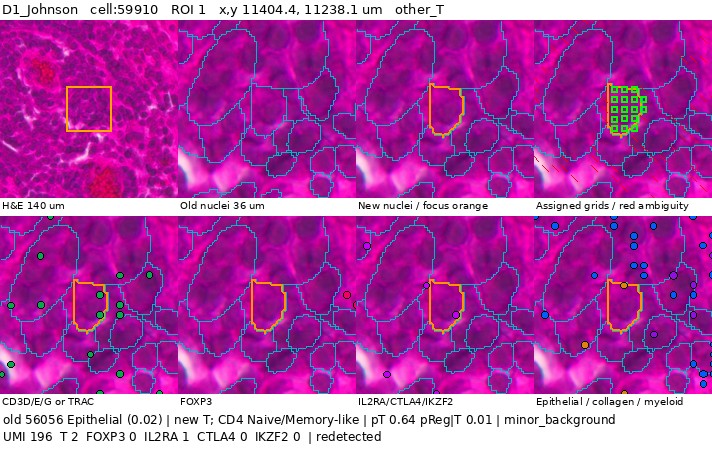 D1_Johnson cell:59910 ROI 1 x,y 11404.4, 11238.1 um other_T
H&E 140 um
Old nuclei 36 um
New nuclei / focus orange
Assigned grids / red ambiguity
CD3D/E/G or TRAC
FOXP3
IL2RA/CTLA4/IKZF2
Epithelial / collagen / myeloid
old 56056 Epithelial (0.02) | new T; CD4 Naive/Memory-like | pT 0.64 pReg|T 0.01 | minor_background
UMI 196 T 2 FOXP3 0 IL2RA 1 CTLA4 0 IKZF2 0 | redetected